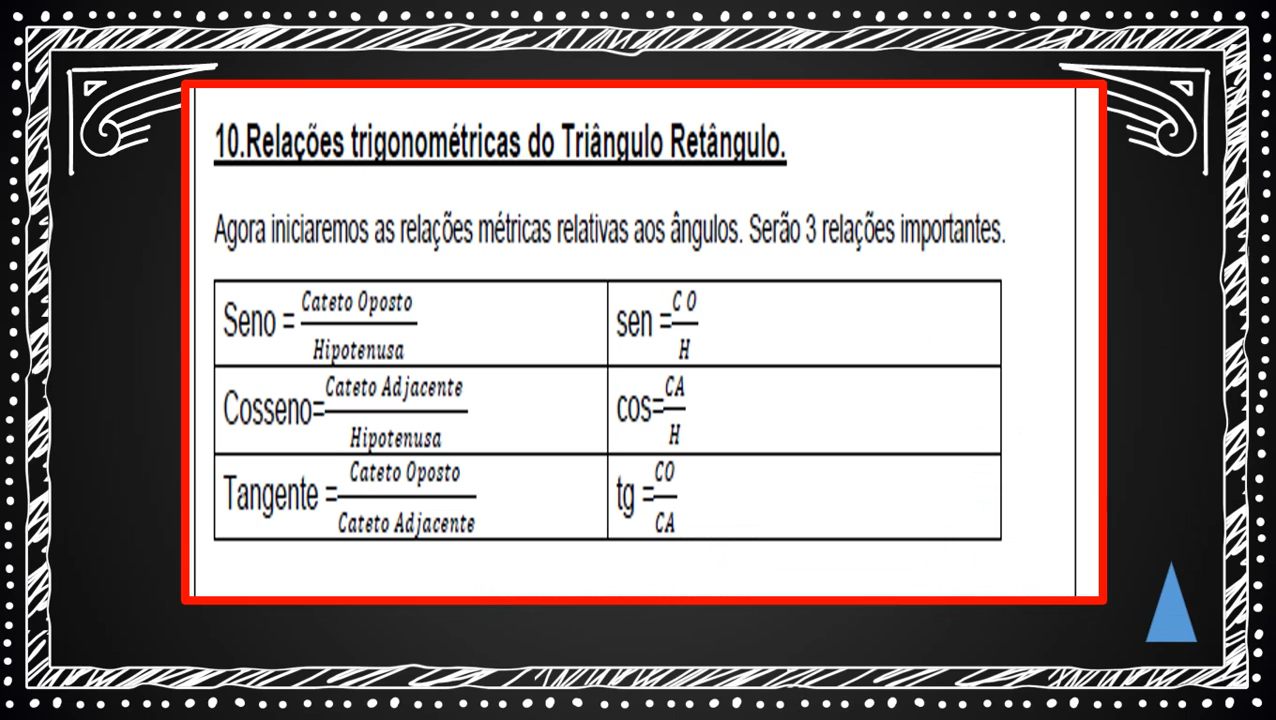 10.Relações trigonométricas do Triângulo Retângulo.
Agora iniciaremos as relações métricas relativas aos ângulos. Serão 3 relações importantes.
Seno = Cateto Oposto / Hipotenusa
sen = C O / H
Cosseno= Cateto Adjacente / Hipotenusa
cos= CA / H
Tangente = Cateto Oposto / Cateto Adjacente
tg = CO / CA